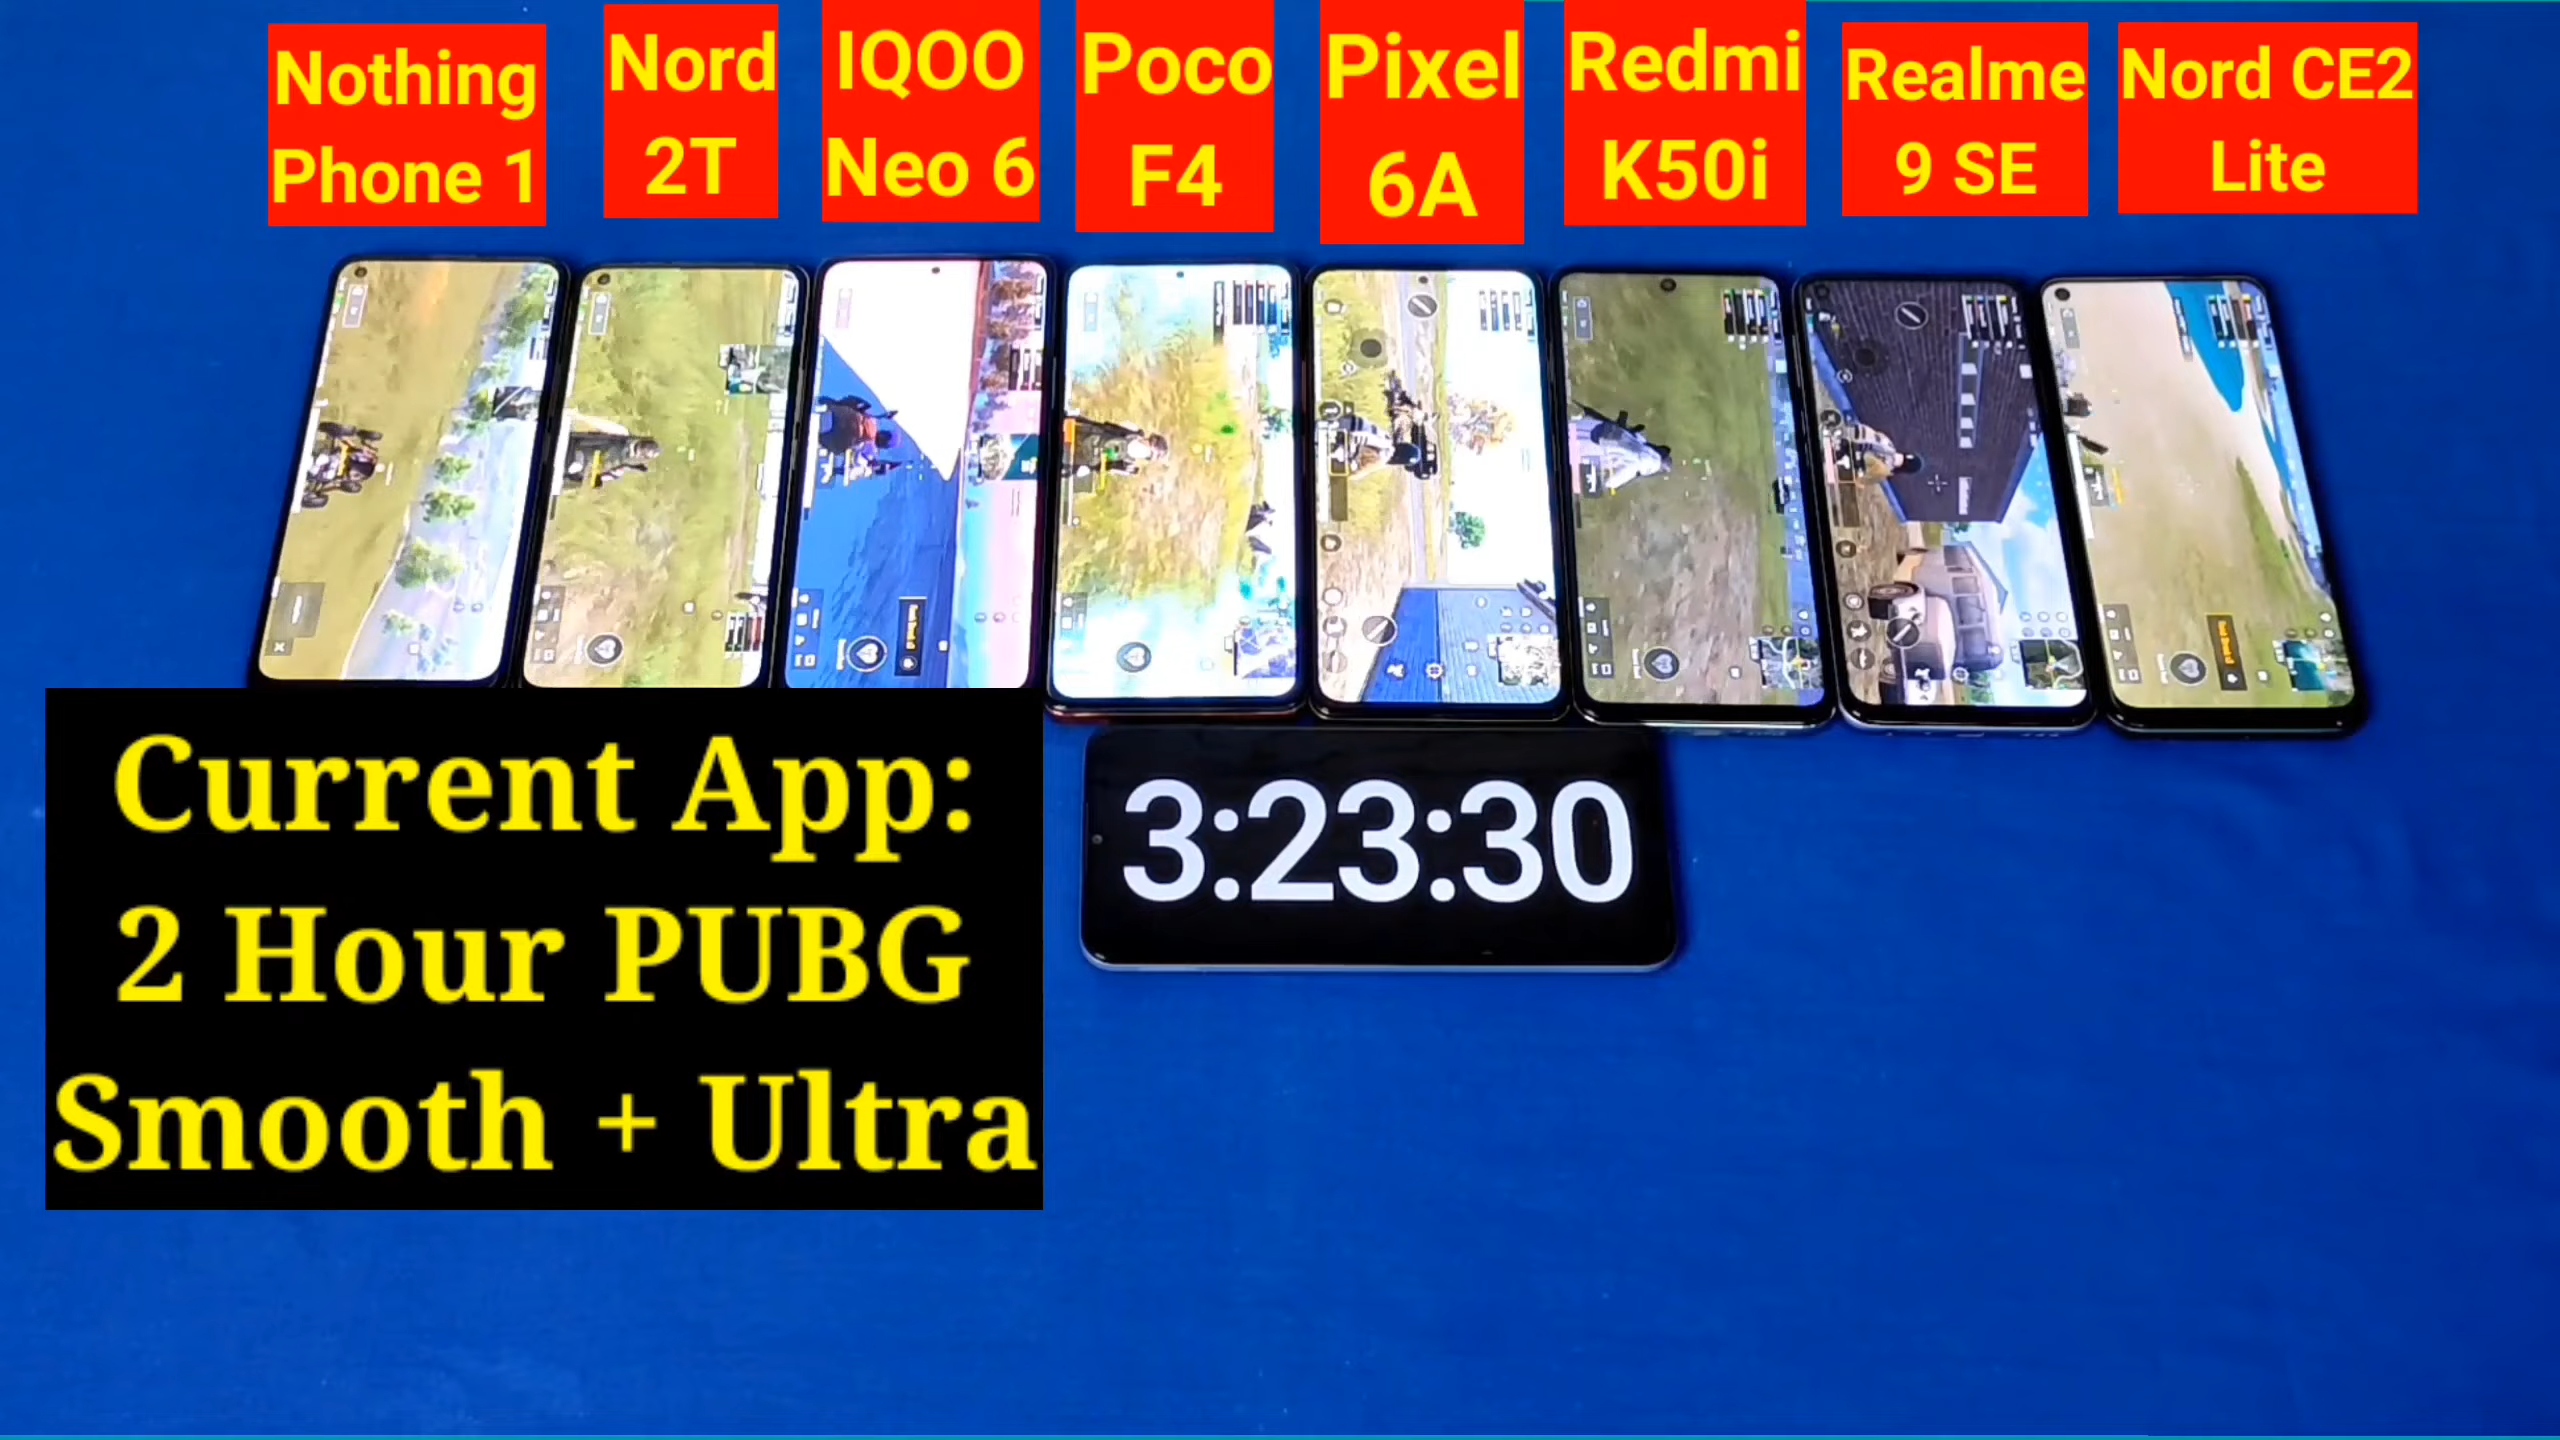 Nothing
Phone 1
Nord
2T
IQOO
Neo 6
Poco
F4
Pixel
6A
Redmi
K50i
Realme
9 SE
Nord CE2
Lite
3:23:30
Current App:
2 Hour PUBG
Smooth + Ultra